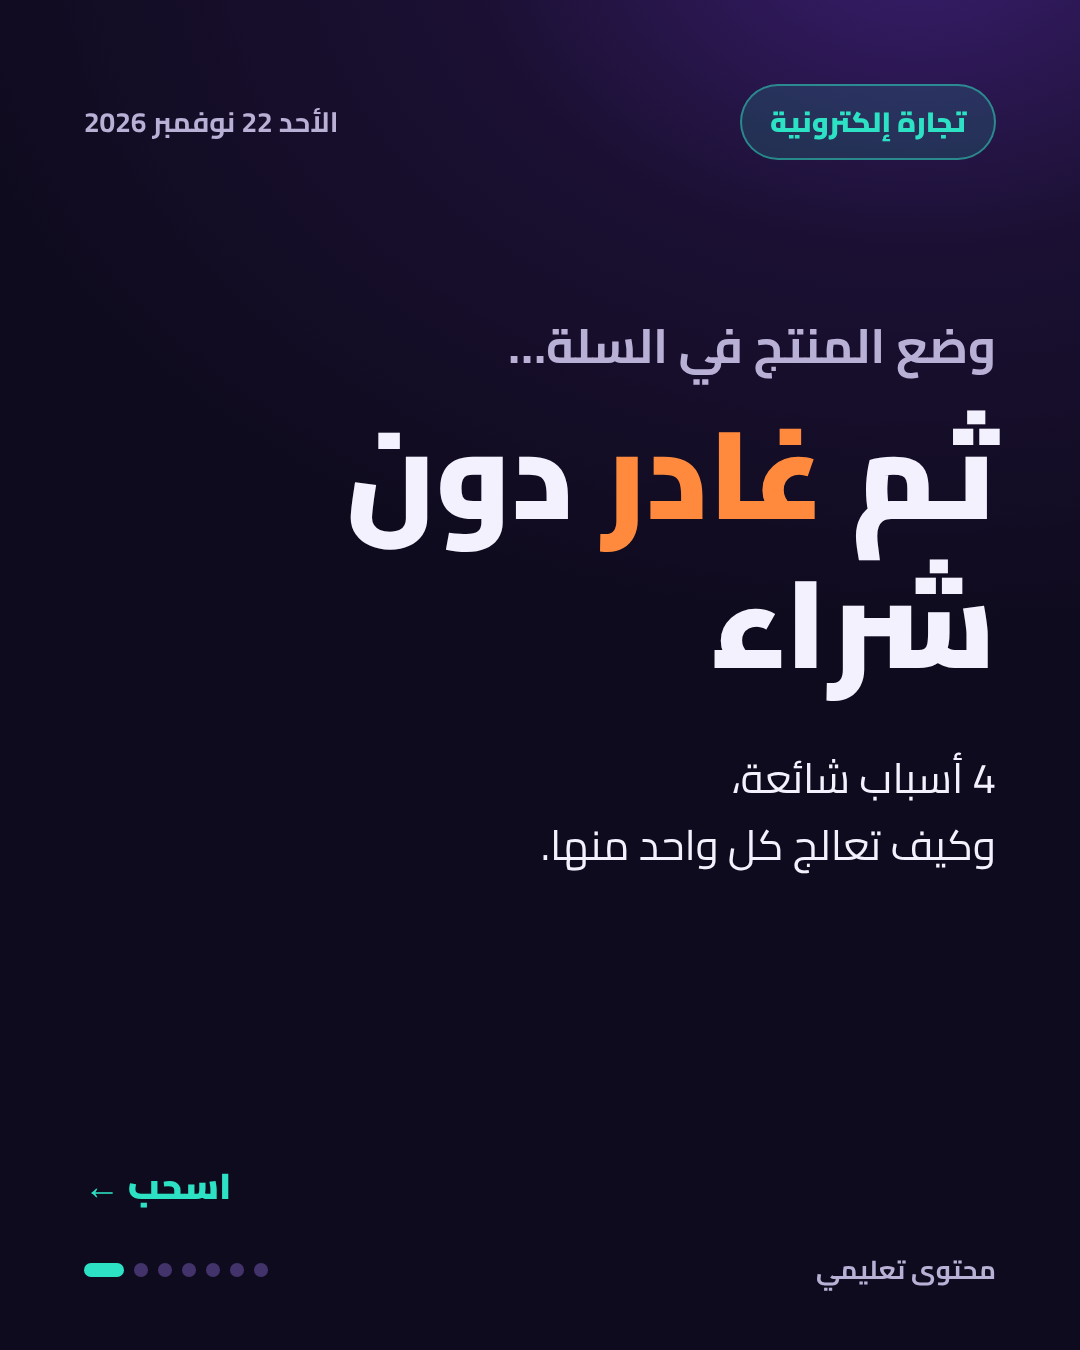 تجارة إلكترونية
الأحد 22 نوفمبر 2026
وضع المنتج في السلة...
ثم غادر دون
شراء
4 أسباب شائعة،
وكيف تعالج كل واحد منها.
اسحب ←
محتوى تعليمي